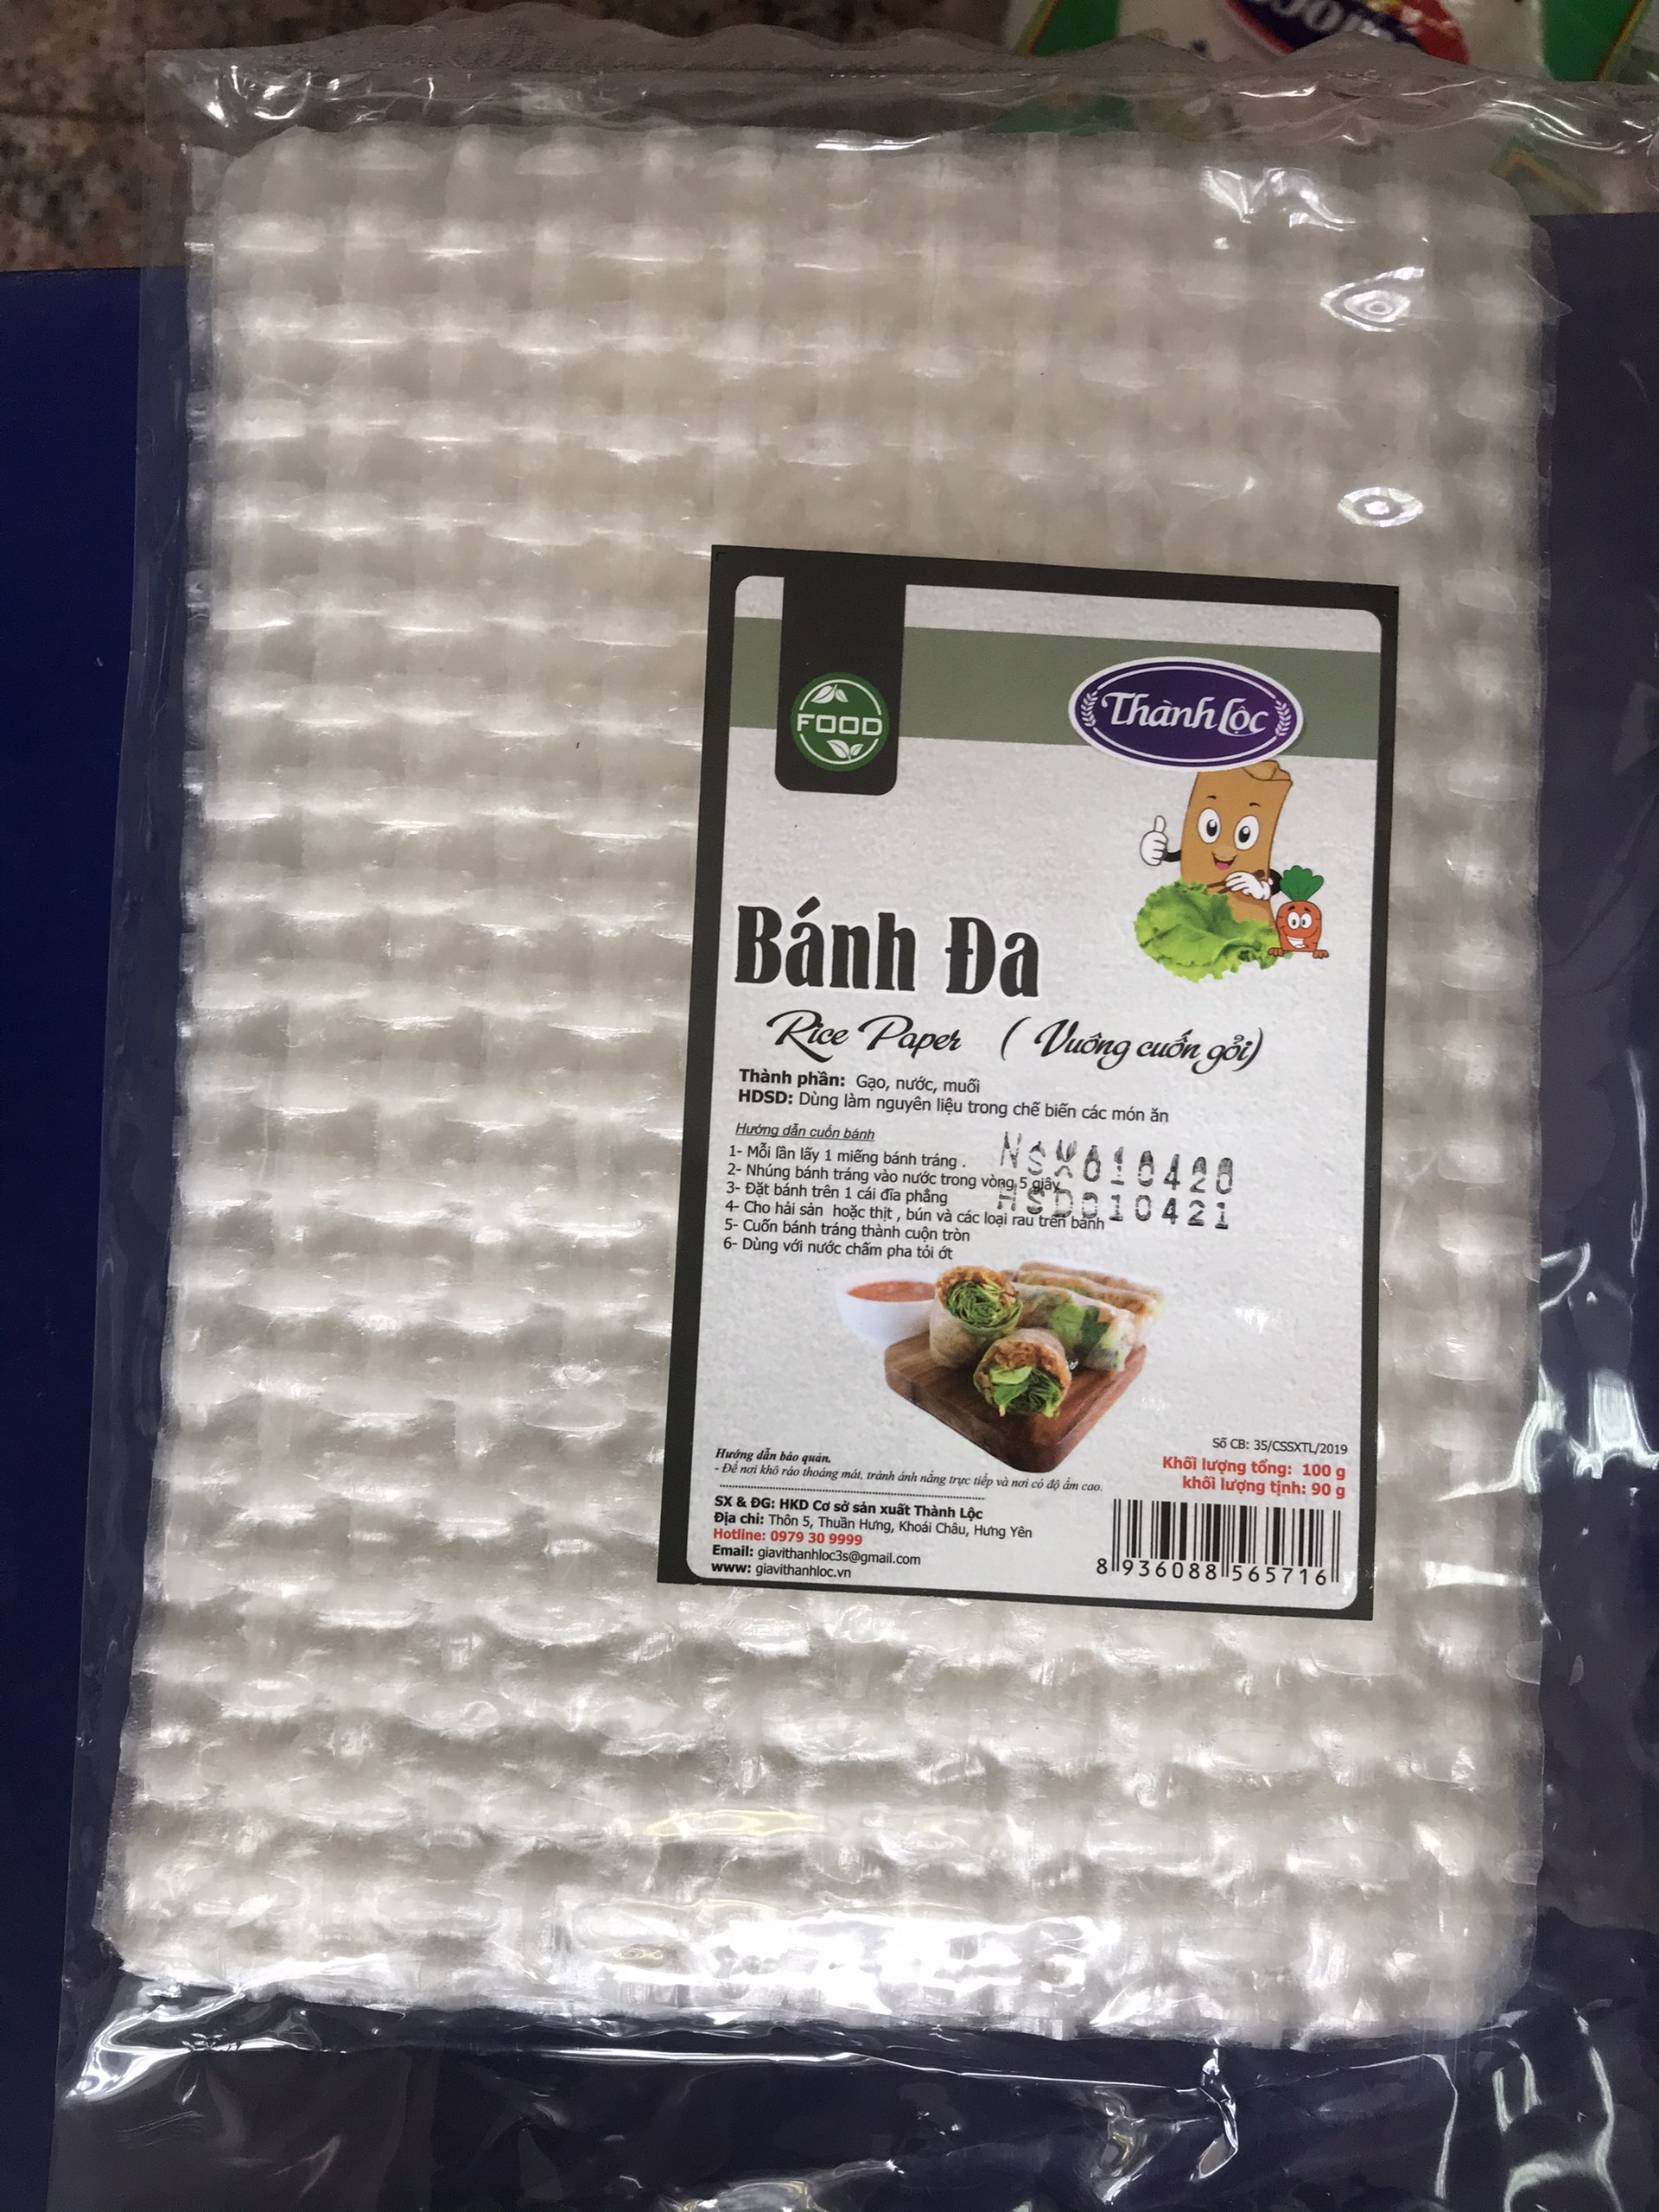 FOOD
Thành Lộc
Bánh Đa
Rice Paper ( Vuông cuốn gỏi)
Thành phần: Gạo, nước, muối
HDSD: Dùng làm nguyên liệu trong chế biến các món ăn
Hướng dẫn cuồn bánh
1- Mỗi lần lấy 1 miếng bánh tráng .
2- Nhúng bánh tráng vào nước trong vòng 5 giây
3- Đặt bánh trên 1 cái đĩa phẳng
4- Cho hải sản hoặc thịt , bún và các loại rau trên bánh
5- Cuốn bánh tráng thành cuộn tròn
6- Dùng với nước chấm pha tỏi ớt
NSX010420
HSD010421
Số CB: 35/CSSXTL/2019
Khối lượng tổng: 100 g
khối lượng tịnh: 90 g
Hướng dẫn bảo quản.
- Để nơi khô ráo thoáng mát, tránh ánh nắng trực tiếp và nơi có độ ẩm cao.
SX & ĐG: HKD Cơ sở sản xuất Thành Lộc
Địa chỉ: Thôn 5, Thuần Hưng, Khoái Châu, Hưng Yên
Hotline: 0979 30 9999
Email: giavithanhloc3s@gmail.com
www: giavithanhloc.vn
8 936088 565716